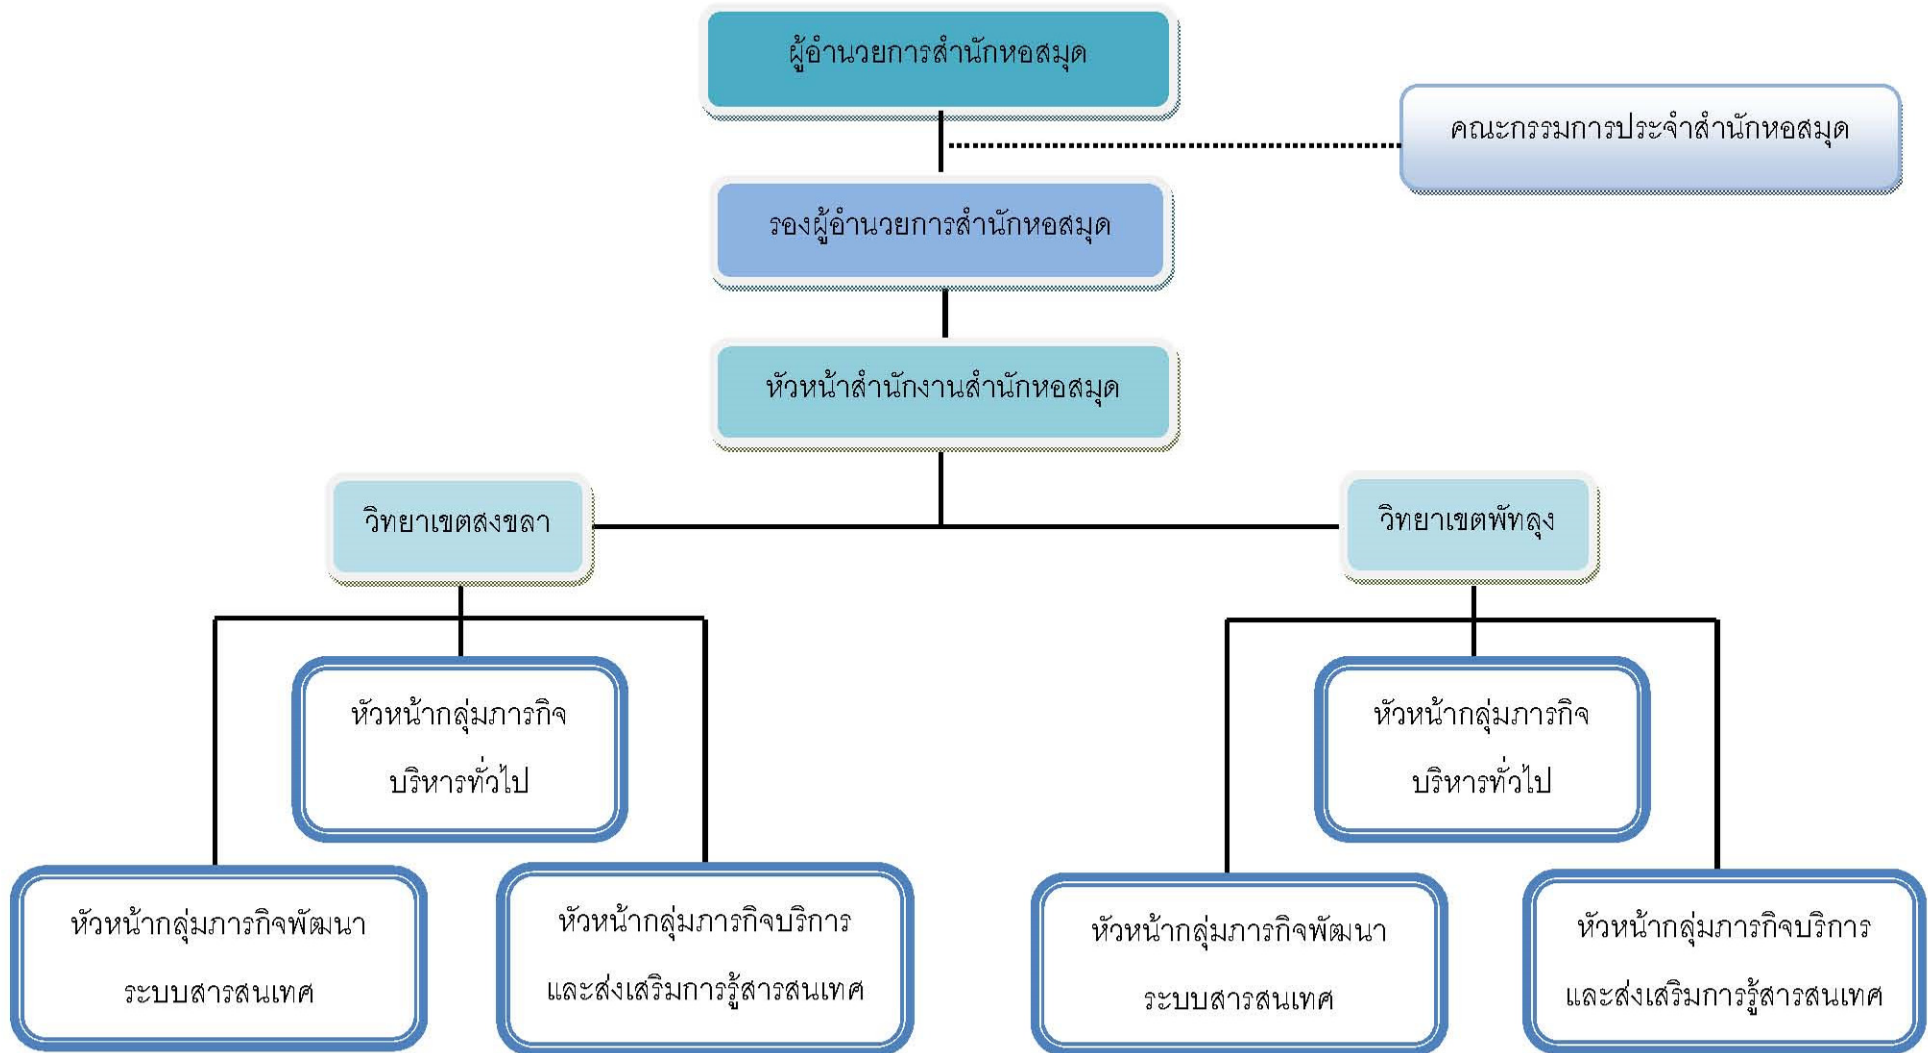 ผู้อำนวยการสำนักหอสมุด
คณะกรรมการประจำสำนักหอสมุด
รองผู้อำนวยการสำนักหอสมุด
หัวหน้าสำนักงานสำนักหอสมุด
วิทยาเขตสงขลา
วิทยาเขตพัทลุง
หัวหน้ากลุ่มภารกิจ
บริหารทั่วไป
หัวหน้ากลุ่มภารกิจพัฒนา
ระบบสารสนเทศ
หัวหน้ากลุ่มภารกิจบริการ
และส่งเสริมการรู้สารสนเทศ
หัวหน้ากลุ่มภารกิจ
บริหารทั่วไป
หัวหน้ากลุ่มภารกิจพัฒนา
ระบบสารสนเทศ
หัวหน้ากลุ่มภารกิจบริการ
และส่งเสริมการรู้สารสนเทศ